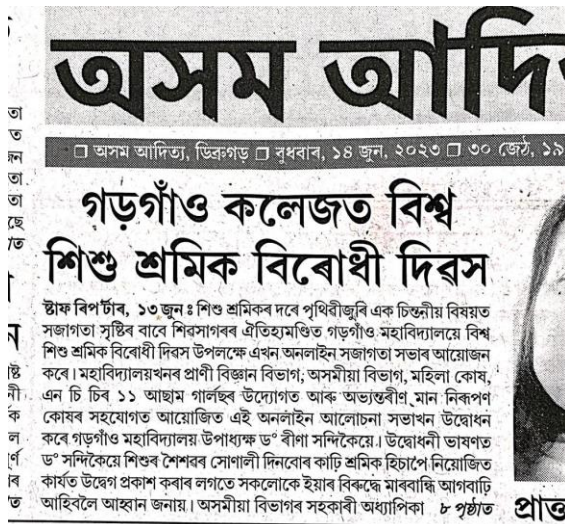 অসম আদি
□ অসম আদিত্য, ডিব্ৰুগড় □ বুধবাৰ, ১৪ জুন, ২০২৩ □ ৩০ জেঠ, ১৯
গড়গাঁও কলেজত বিশ্ব
শিশু শ্ৰমিক বিৰোধী দিৱস
ষ্টাফ ৰিপৰ্টাৰ, ১৩ জুন ঃ শিশু শ্ৰমিকৰ দৰে পৃথিৱীজুৰি এক চিন্তনীয় বিষয়ত
সজাগতা সৃষ্টিৰ বাবে শিৱসাগৰৰ ঐতিহ্যমণ্ডিত গড়গাঁও মহাবিদ্যালয়ে বিশ্ব
শিশু শ্ৰমিক বিৰোধী দিৱস উপলক্ষে এখন অনলাইন সজাগতা সভাৰ আয়োজন
কৰে। মহাবিদ্যালয়খনৰ প্ৰাণী বিজ্ঞান বিভাগ; অসমীয়া বিভাগ, মহিলা কোষ,
এন চি চিৰ ১১ আছাম গাৰ্লছৰ উদ্যোগত আৰু অভ্যন্তৰীণ মান নিৰূপণ
কোষৰ সহযোগত আয়োজিত এই অনলাইন আলোচনা সভাখন উদ্বোধন
কৰে গড়গাঁও মহাবিদ্যালয় উপাধ্যক্ষ ড° ৰীণা সন্দিকৈয়ে। উদ্বোধনী ভাষণত
ড° সন্দিকৈয়ে শিশুৰ শৈশৱৰ সোণালী দিনবোৰ কাঢ়ি শ্ৰমিক হিচাপে নিয়োজিত
কাৰ্যত উদ্বেগ প্ৰকাশ কৰাৰ লগতে সকলোকে ইয়াৰ বিৰুদ্ধে মাৰবান্ধি আগবাঢ়ি
আহিবলৈ আহ্বান জনায়। অসমীয়া বিভাগৰ সহকাৰী অধ্যাপিকা ৮ পৃষ্ঠাত
প্ৰাক্ত